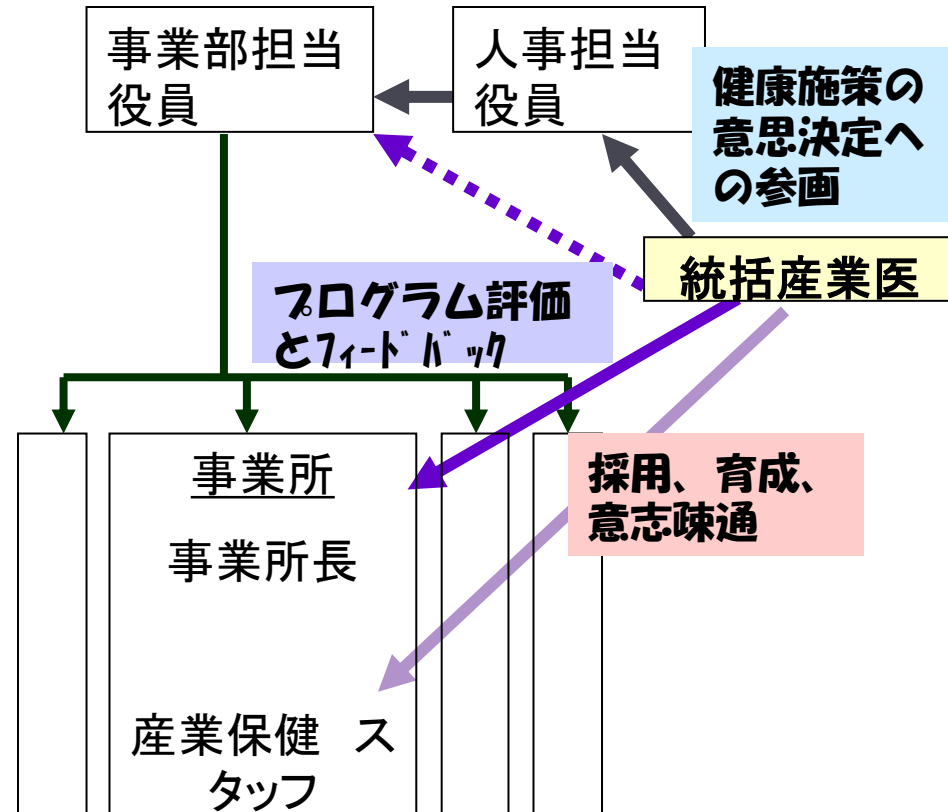 事業部担当
役員
人事担当
役員
健康施策の
意思決定へ
の参画
統括産業医
プログラム評価
とﾌｨｰﾄﾞﾊﾞｯｸ
事業所
事業所長
採用、育成、
意志疎通
産業保健　ス
タッフ